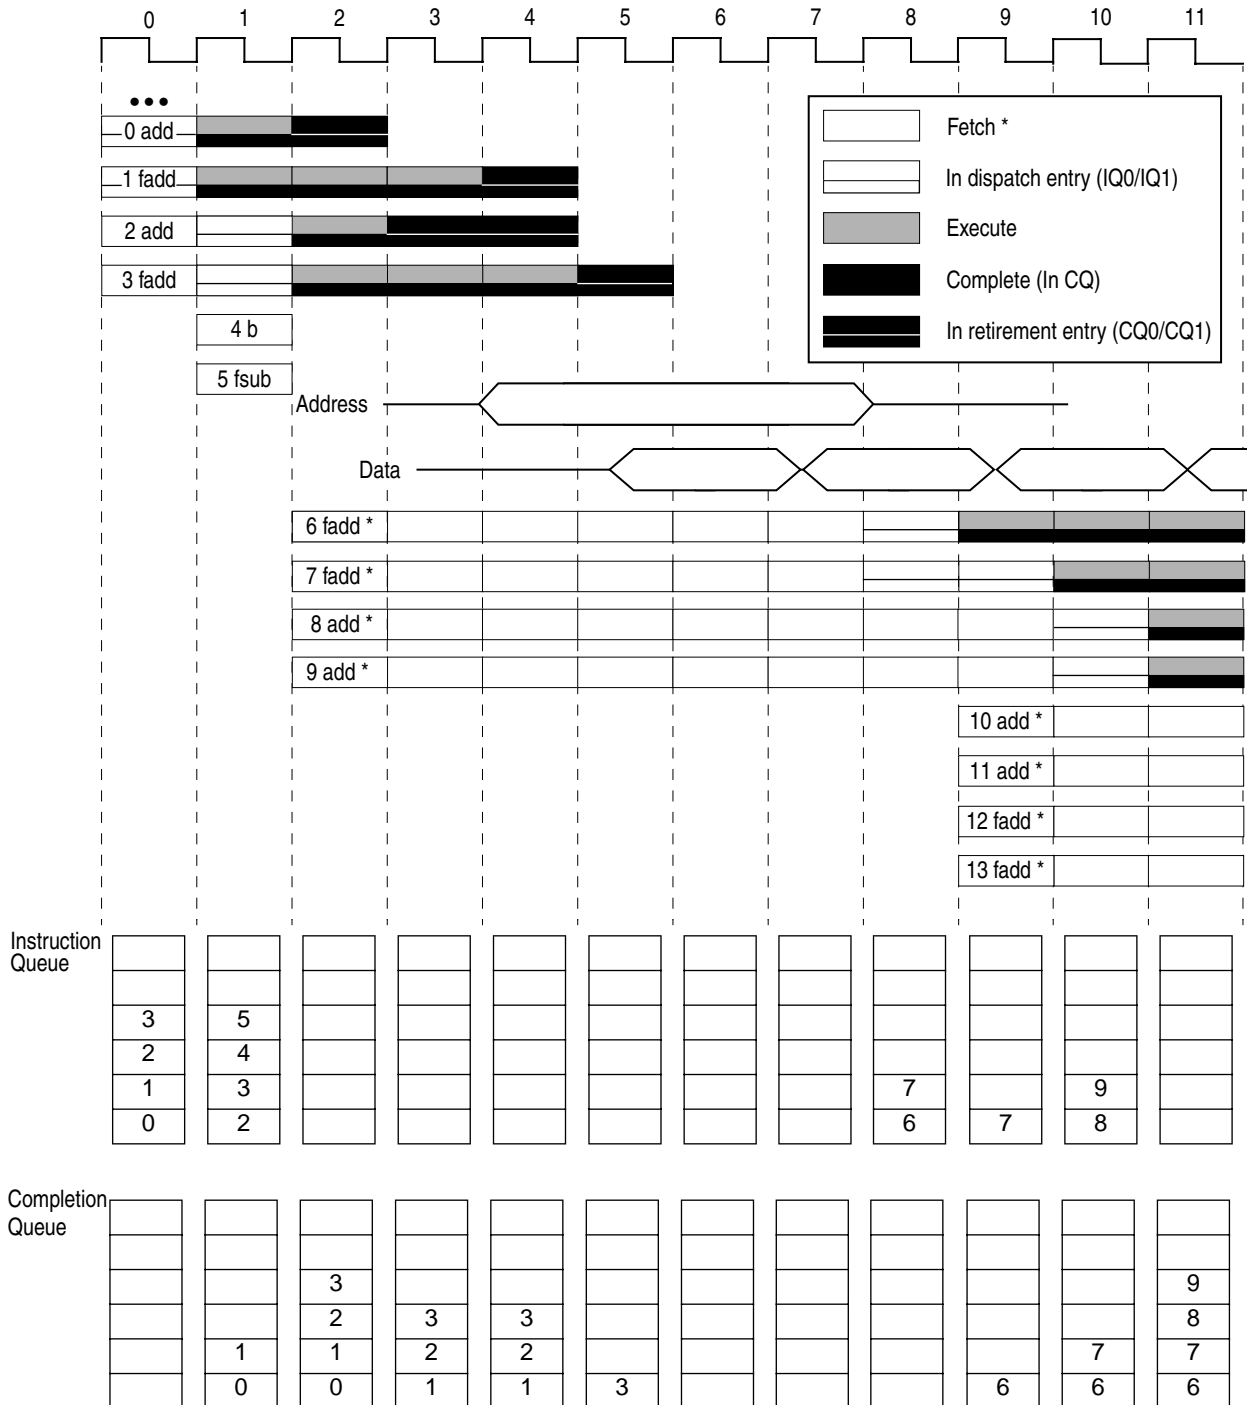 0 1 2 3 4 5 6 7 8 9 10 11
•••
0 add
1 fadd
2 add
3 fadd
4 b
5 fsub
Fetch *
In dispatch entry (IQ0/IQ1)
Execute
Complete (In CQ)
In retirement entry (CQ0/CQ1)
Address
Data
6 fadd *
7 fadd *
8 add *
9 add *
10 add *
11 add *
12 fadd *
13 fadd *
Instruction
Queue
3 5
2 4
1 3 7 9
0 2 6 7 8
Completion
Queue
3 9
2 3 3 8
1 1 2 2 7 7
0 0 1 1 3 6 6 6